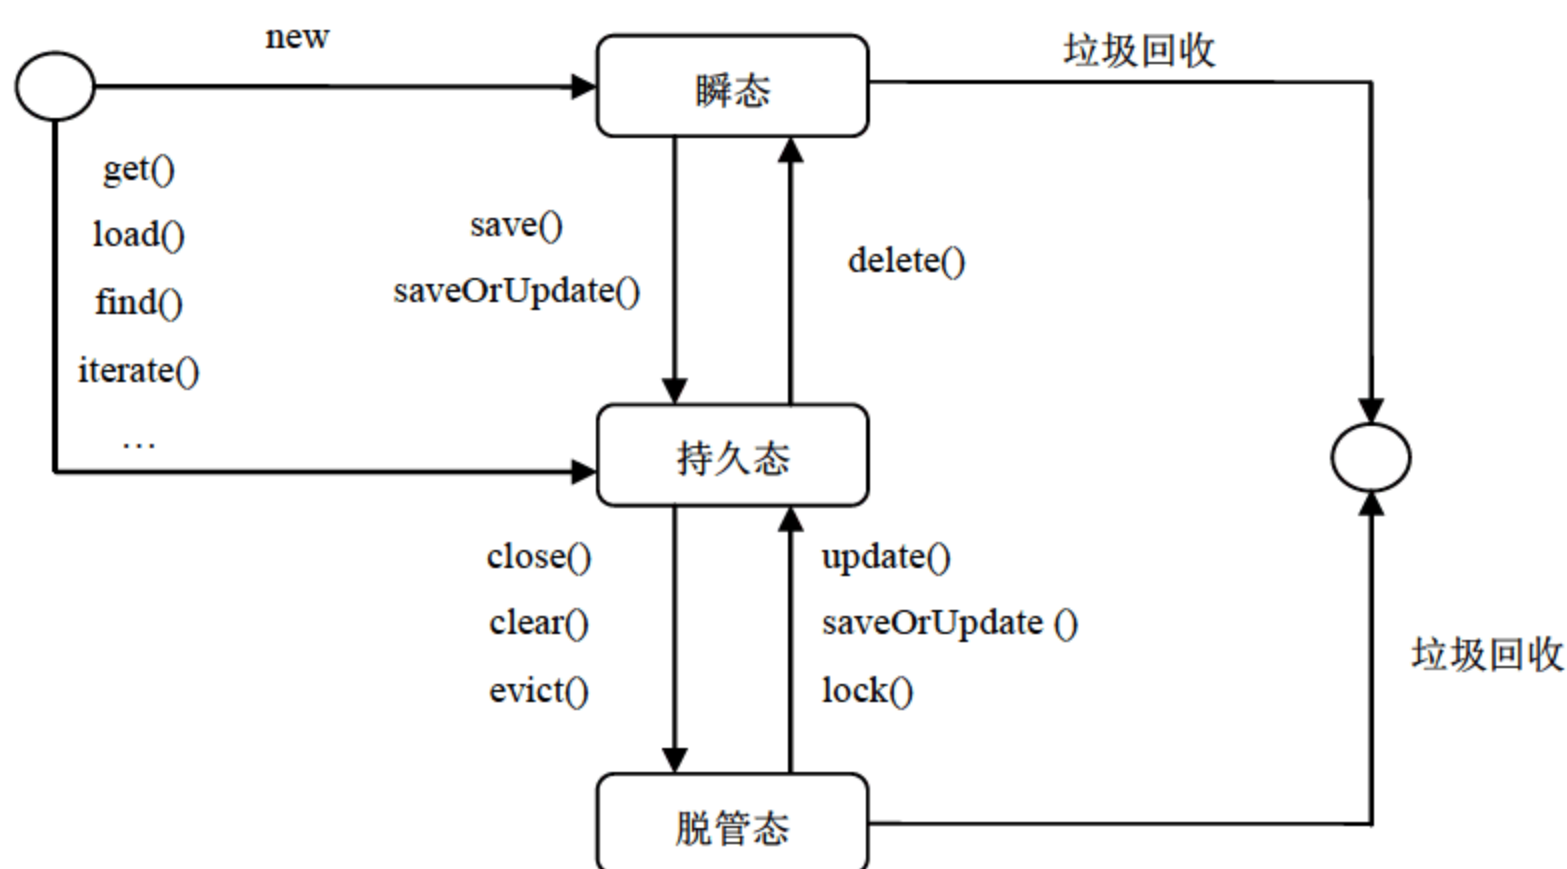 new
瞬态
垃圾回收
get()
load()
find()
iterate()
…
save()
saveOrUpdate()
delete()
持久态
close()
clear()
evict()
update()
saveOrUpdate ()
lock()
垃圾回收
脱管态